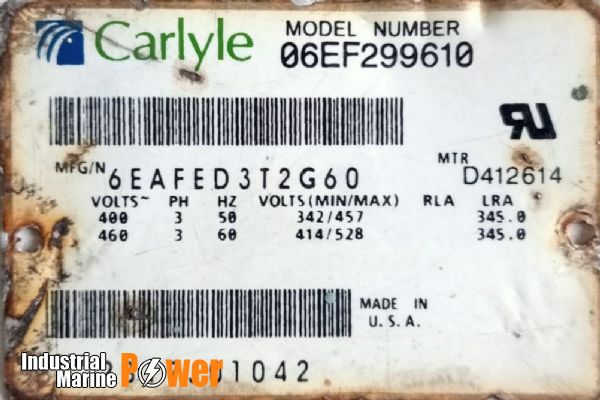 Carlyle
MODEL NUMBER
06EF299610
MFG/N 6EAFED3T2G60
MTR D412614
VOLTS~ PH HZ VOLTS(MIN/MAX) RLA LRA
400 3 50 342/457 345.0
460 3 60 414/528 345.0
MADE IN
U.S.A.
1042
Industrial
Marine Power